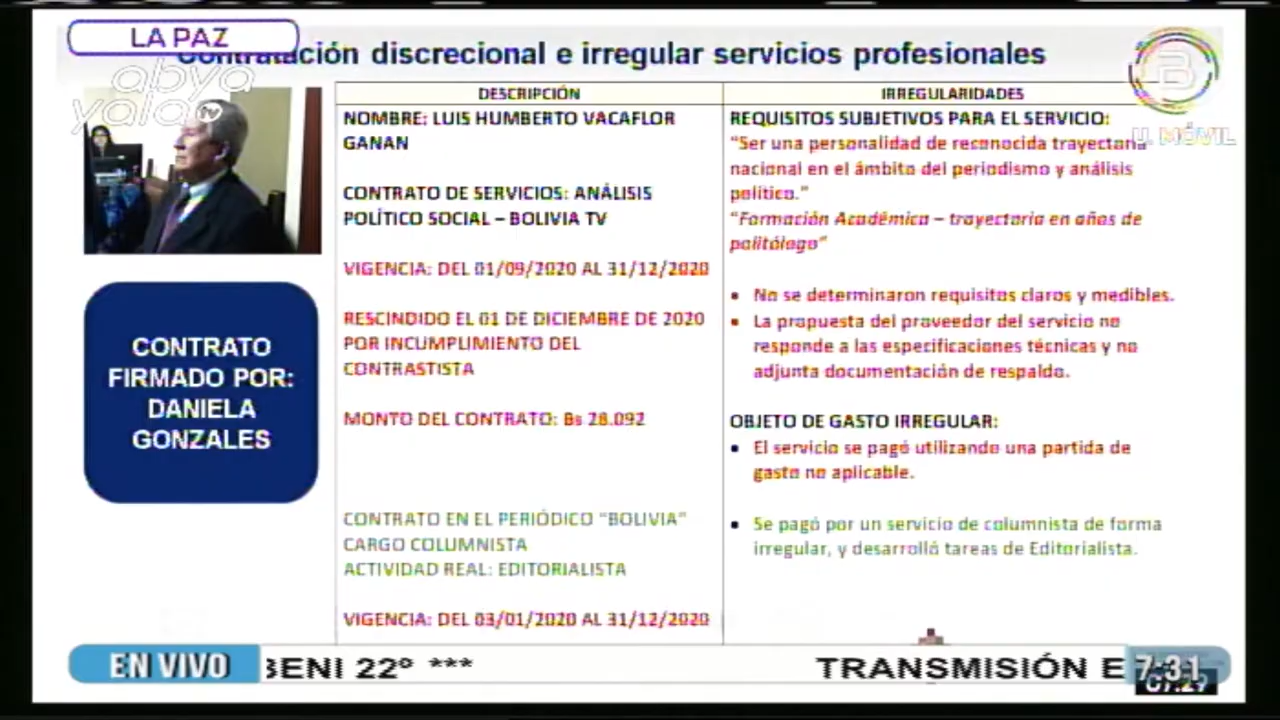 LA PAZ
Contratación discrecional e irregular servicios profesionales
abya
yala tv
B
U. MÓVIL
DESCRIPCIÓN
NOMBRE: LUIS HUMBERTO VACAFLOR
GANAN
CONTRATO DE SERVICIOS: ANÁLISIS
POLÍTICO SOCIAL – BOLIVIA TV
VIGENCIA: DEL 01/09/2020 AL 31/12/2020
RESCINDIDO EL 01 DE DICIEMBRE DE 2020
POR INCUMPLIMIENTO DEL
CONTRASTISTA
MONTO DEL CONTRATO: Bs 28.092
CONTRATO EN EL PERIÓDICO "BOLIVIA"
CARGO COLUMNISTA
ACTIVIDAD REAL: EDITORIALISTA
VIGENCIA: DEL 03/01/2020 AL 31/12/2020
IRREGULARIDADES
REQUISITOS SUBJETIVOS PARA EL SERVICIO:
"Ser una personalidad de reconocida trayectoria
nacional en el ámbito del periodismo y análisis
político."
"Formación Académica – trayectoria en años de
politólogo"
• No se determinaron requisitos claros y medibles.
• La propuesta del proveedor del servicio no
responde a las especificaciones técnicas y no
adjunta documentación de respaldo.
OBJETO DE GASTO IRREGULAR:
• El servicio se pagó utilizando una partida de
gasto no aplicable.
• Se pagó por un servicio de columnista de forma
irregular, y desarrolló tareas de Editorialista.
CONTRATO
FIRMADO POR:
DANIELA
GONZALES
EN VIVO
BENI 22º ***
TRANSMISIÓN E
7:31
07:29